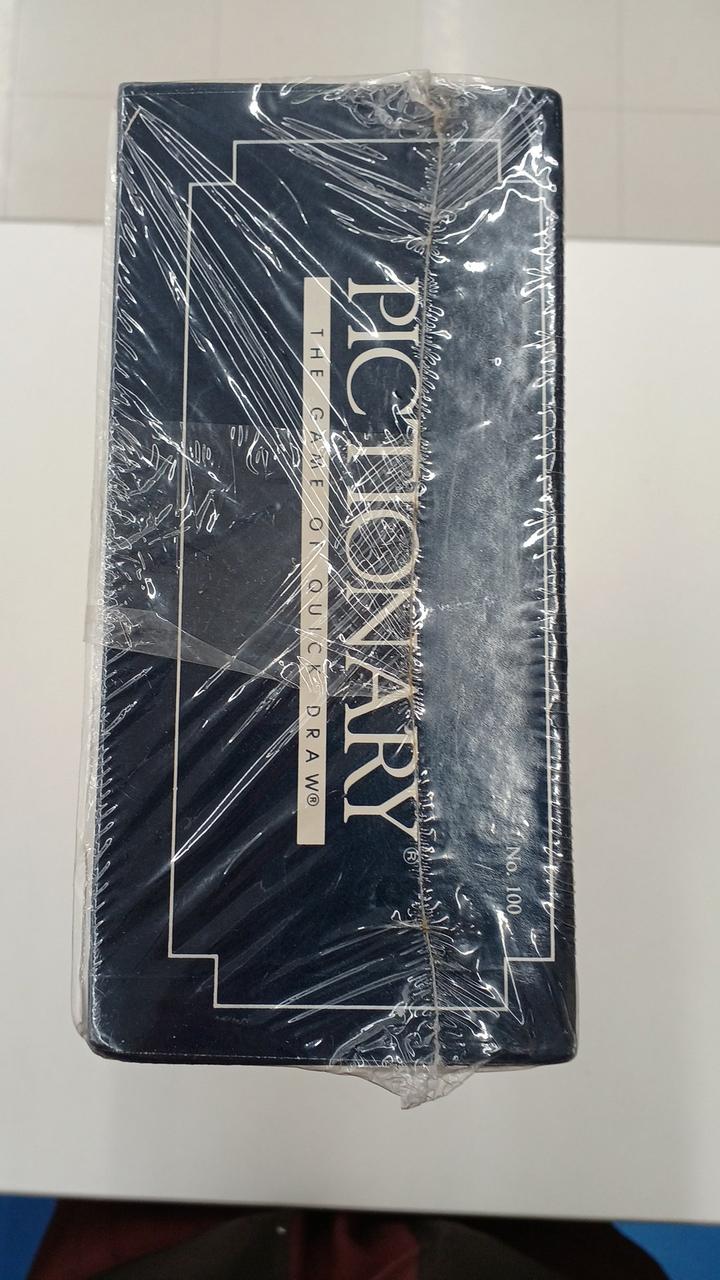 No. 100
PICTIONARY®
THE GAME OF QUICK DRAW®